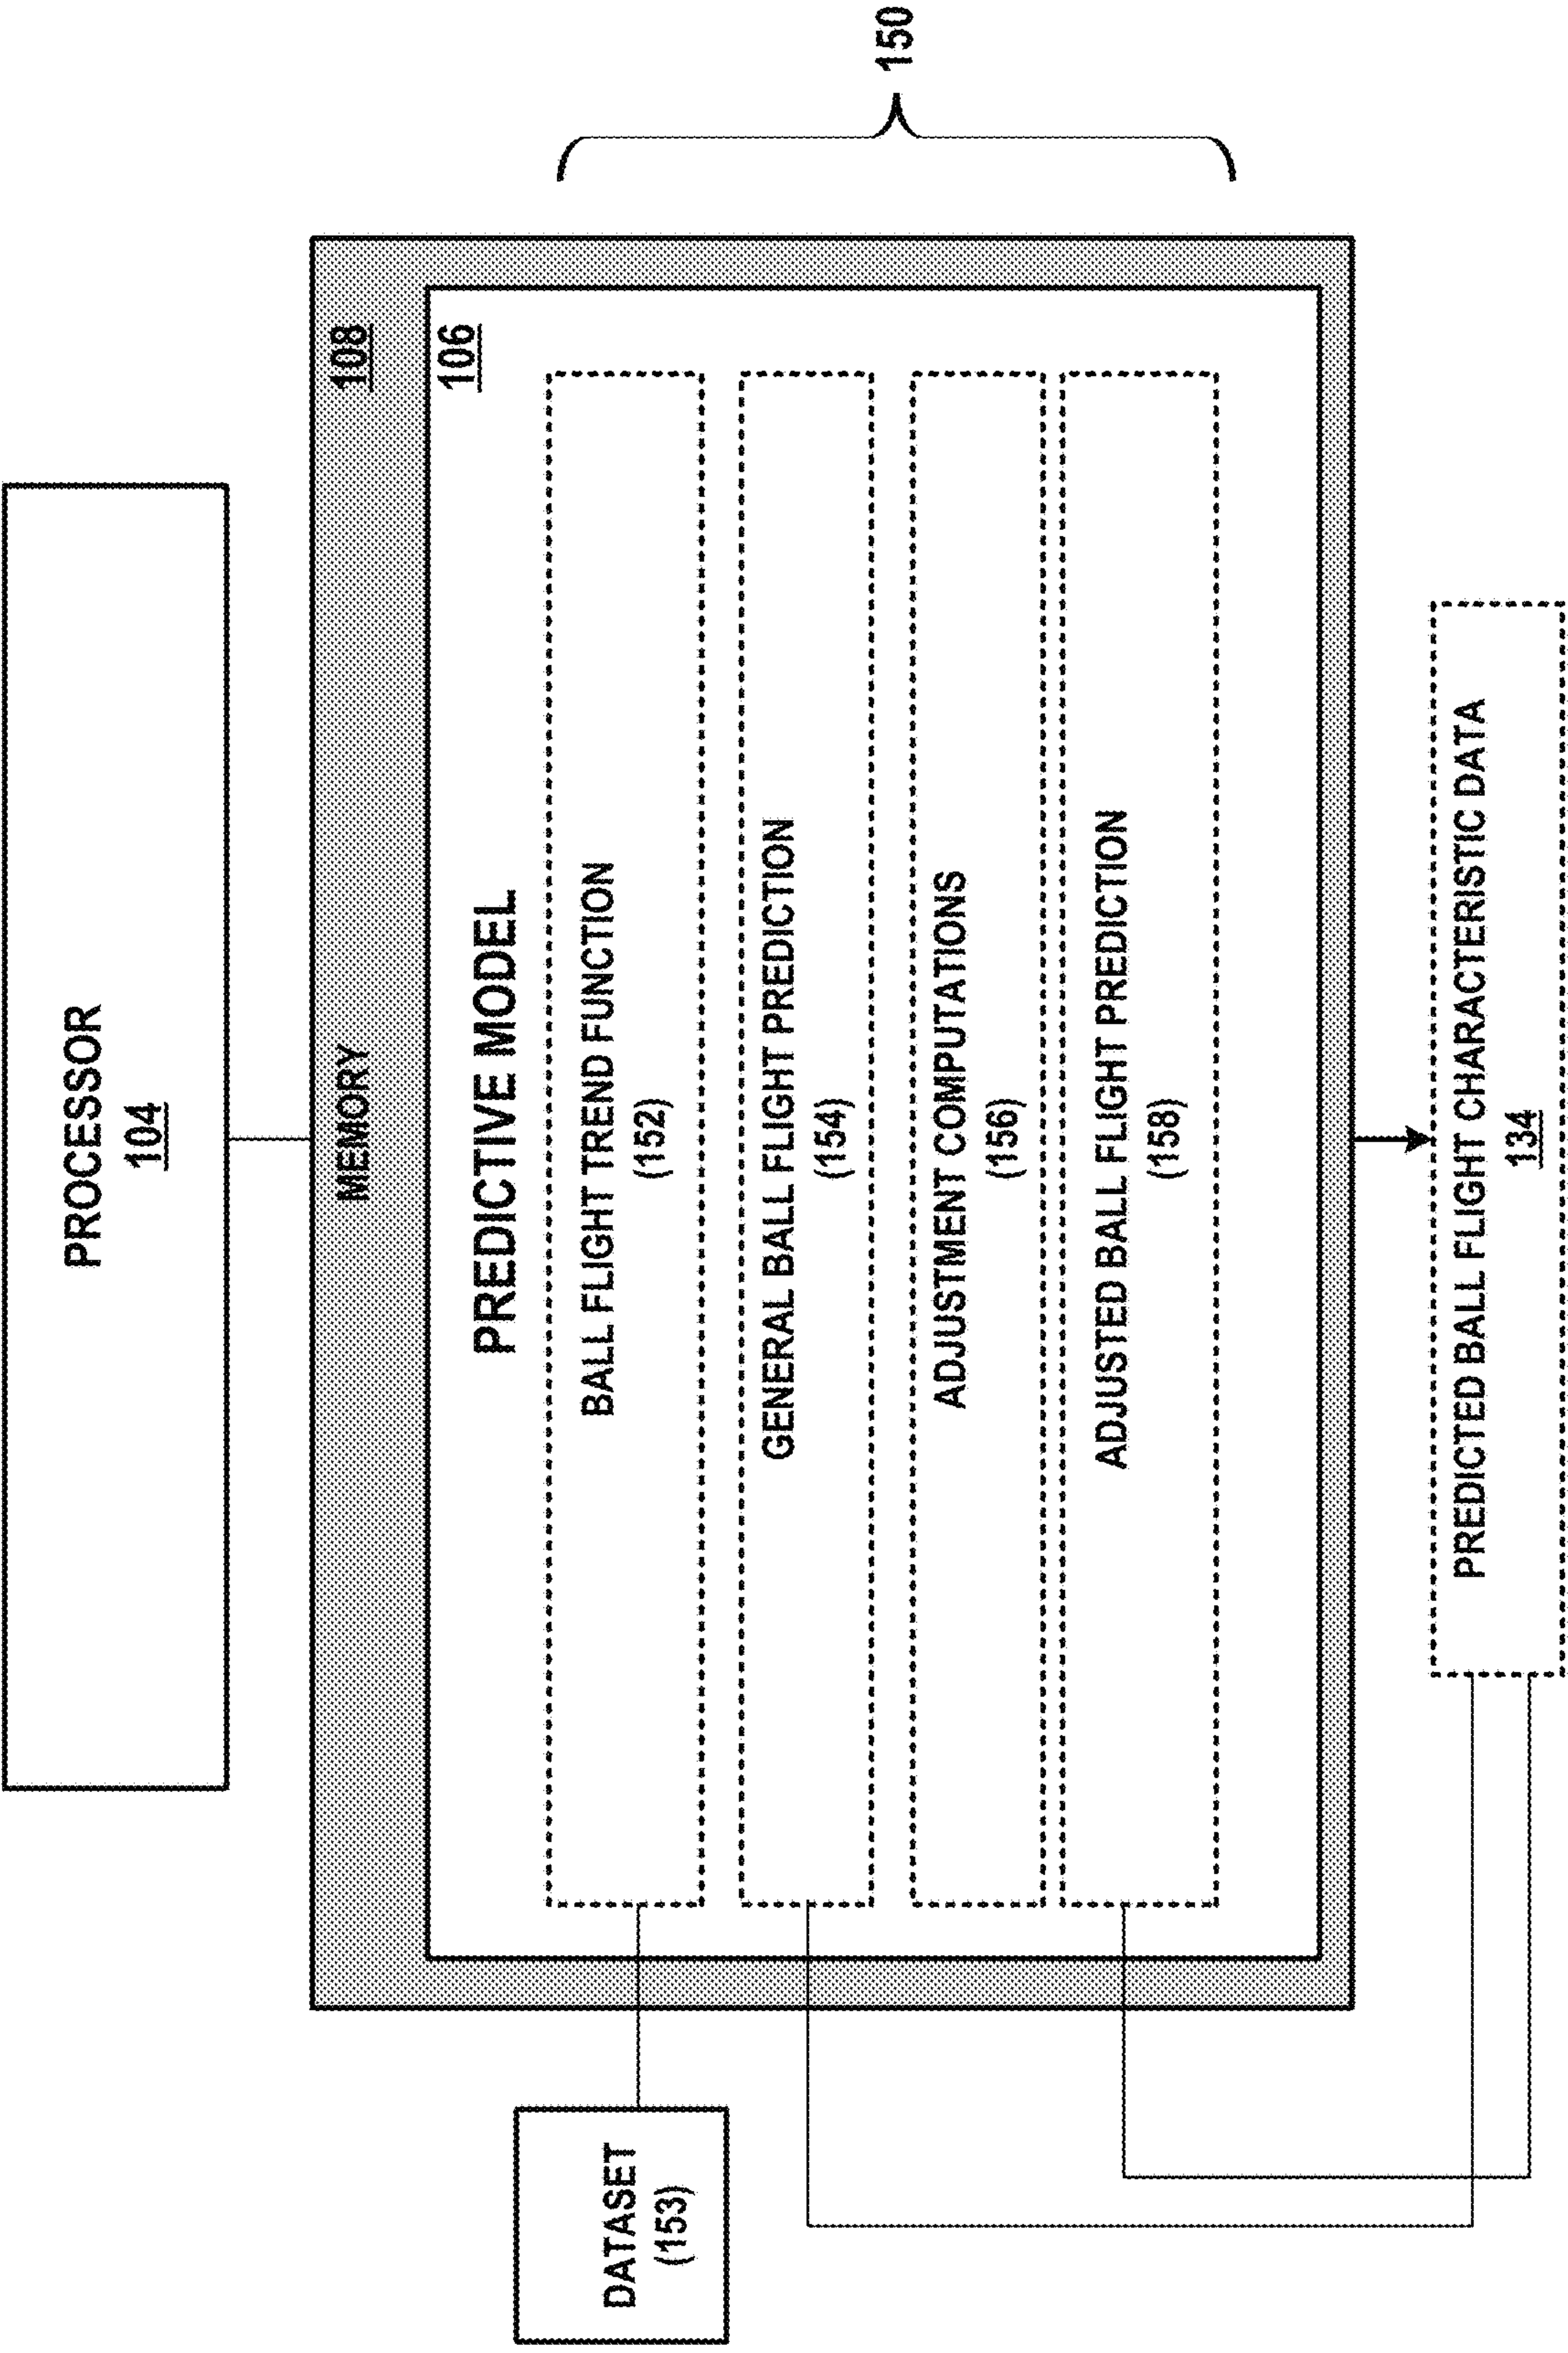 PROCESSOR
104
MEMORY
108
106
PREDICTIVE MODEL
BALL FLIGHT TREND FUNCTION
(152)
GENERAL BALL FLIGHT PREDICTION
(154)
ADJUSTMENT COMPUTATIONS
(156)
ADJUSTED BALL FLIGHT PREDICTION
(158)
150
DATASET
(153)
PREDICTED BALL FLIGHT CHARACTERISTIC DATA
134